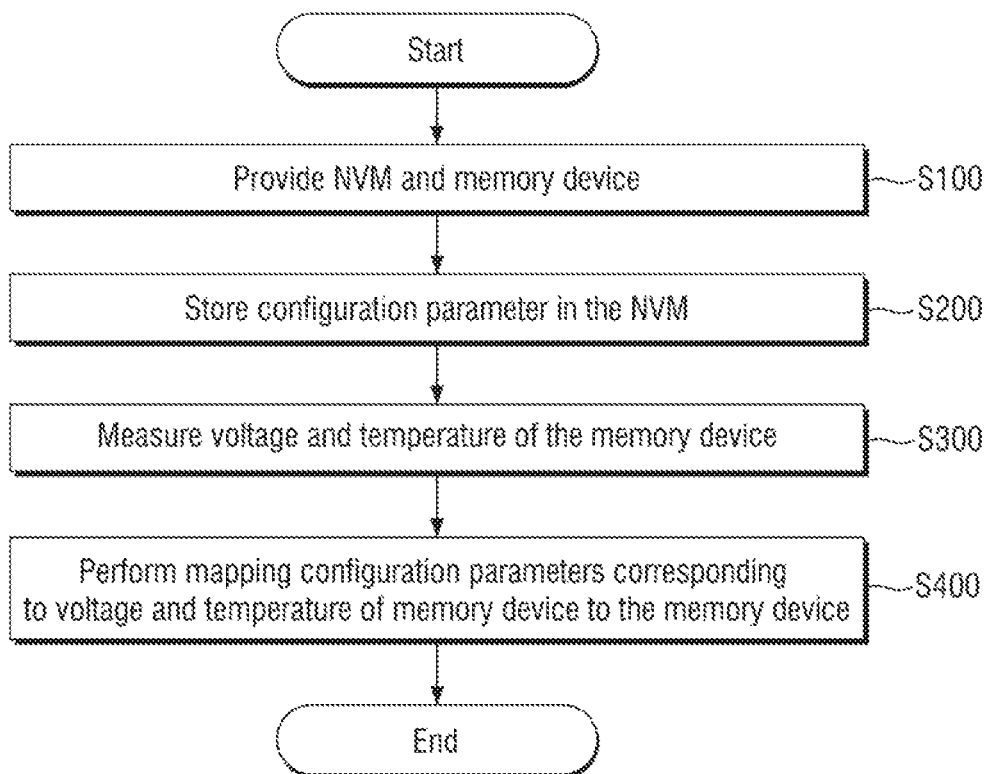 Start
Provide NVM and memory device
S100
Store configuration parameter in the NVM
S200
Measure voltage and temperature of the memory device
S300
Perform mapping configuration parameters corresponding
to voltage and temperature of memory device to the memory device
S400
End